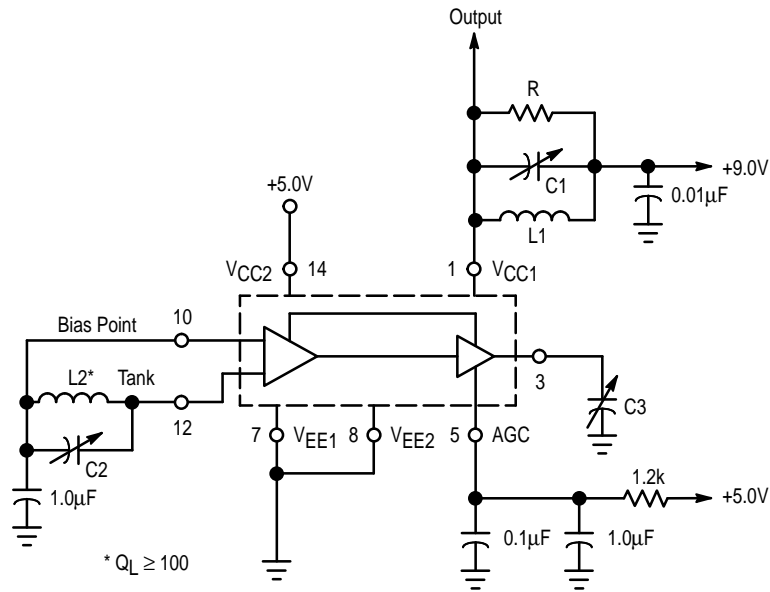 Output
R
C1
+9.0V
0.01µF
L1
+5.0V
VCC2
14
1
VCC1
Bias Point
10
L2*
Tank
12
3
C3
C2
7
VEE1
8
VEE2
5
AGC
1.0µF
1.2k
+5.0V
0.1µF
1.0µF
* QL ≥ 100